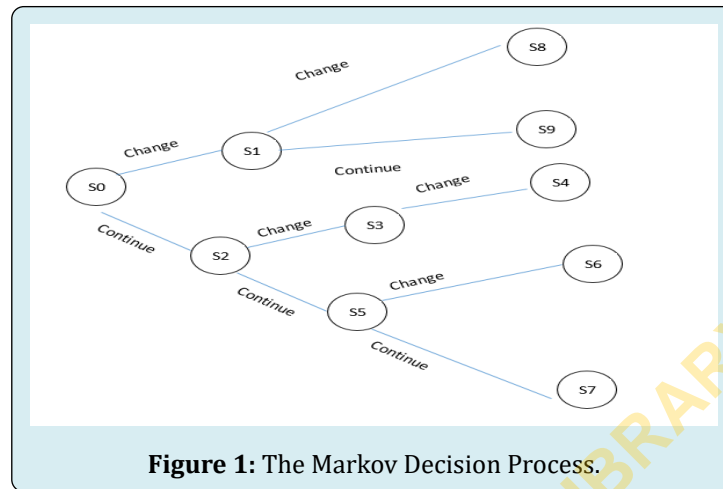 S8
Change
S9
Change
S1
Continue
S0
Change
S4
Continue
Change
S3
S2
Change
S6
Continue
S5
Continue
S7
Figure 1: The Markov Decision Process.